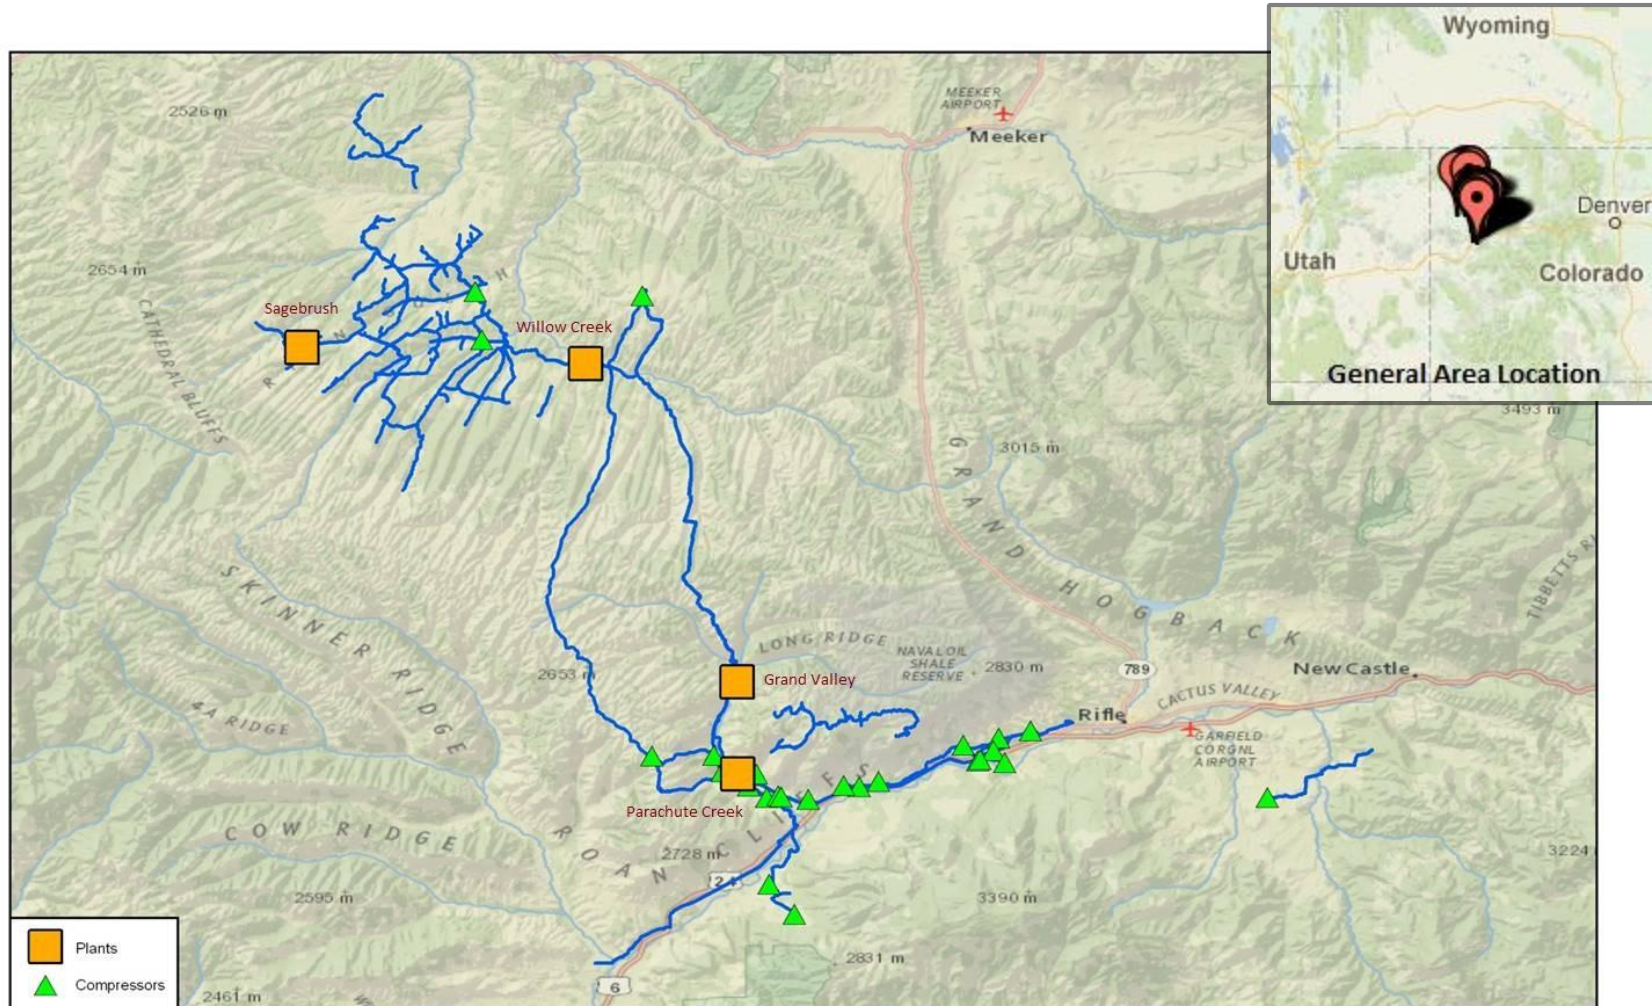 Wyoming
Utah
Denver
Colorado
General Area Location
2526 m
MEEKER
AIRPORT
Meeker
2654 m
CATHEDRAL BLUFFS
Sagebrush
Willow Creek
3493 m
3015 m
GRAND HOGBACK
SKINNER RIDGE
TIBBETTS
LONG RIDGE
NAVAL OIL
SHALE
RESERVE
2830 m
789
New Castle
CACTUS VALLEY
2653 m
Grand Valley
4A RIDGE
Rifle
GARFIELD
CO RGNL
AIRPORT
Parachute Creek
COW RIDGE
ROAN CLIFFS
2728 m
3224
2595 m
3390 m
2831 m
6
2461 m
Plants
Compressors